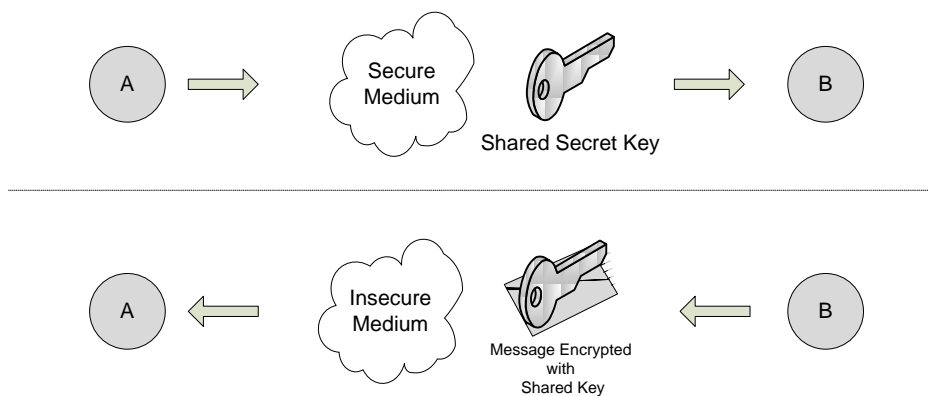 A
Secure
Medium
Shared Secret Key
B
A
Insecure
Medium
Message Encrypted
with
Shared Key
B